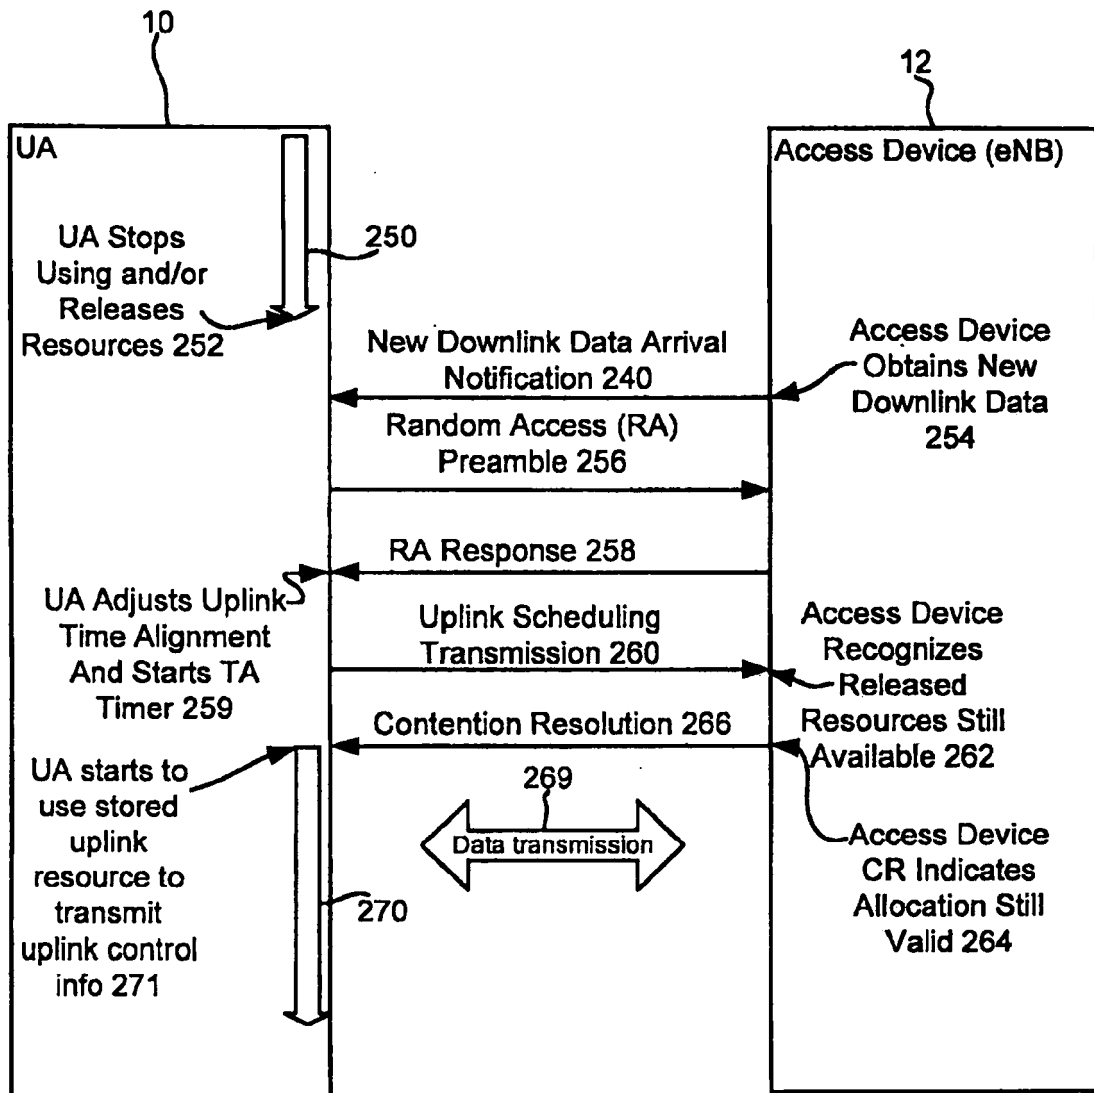 10
12
UA
Access Device (eNB)
UA Stops
Using and/or
Releases
Resources 252
250
New Downlink Data Arrival
Notification 240
Access Device
Obtains New
Downlink Data
254
Random Access (RA)
Preamble 256
RA Response 258
UA Adjusts Uplink
Time Alignment
And Starts TA
Timer 259
Uplink Scheduling
Transmission 260
Access Device
Recognizes
Released
Resources Still
Available 262
Contention Resolution 266
UA starts to
use stored
uplink
resource to
transmit
uplink control
info 271
269
Data transmission
270
Access Device
CR Indicates
Allocation Still
Valid 264